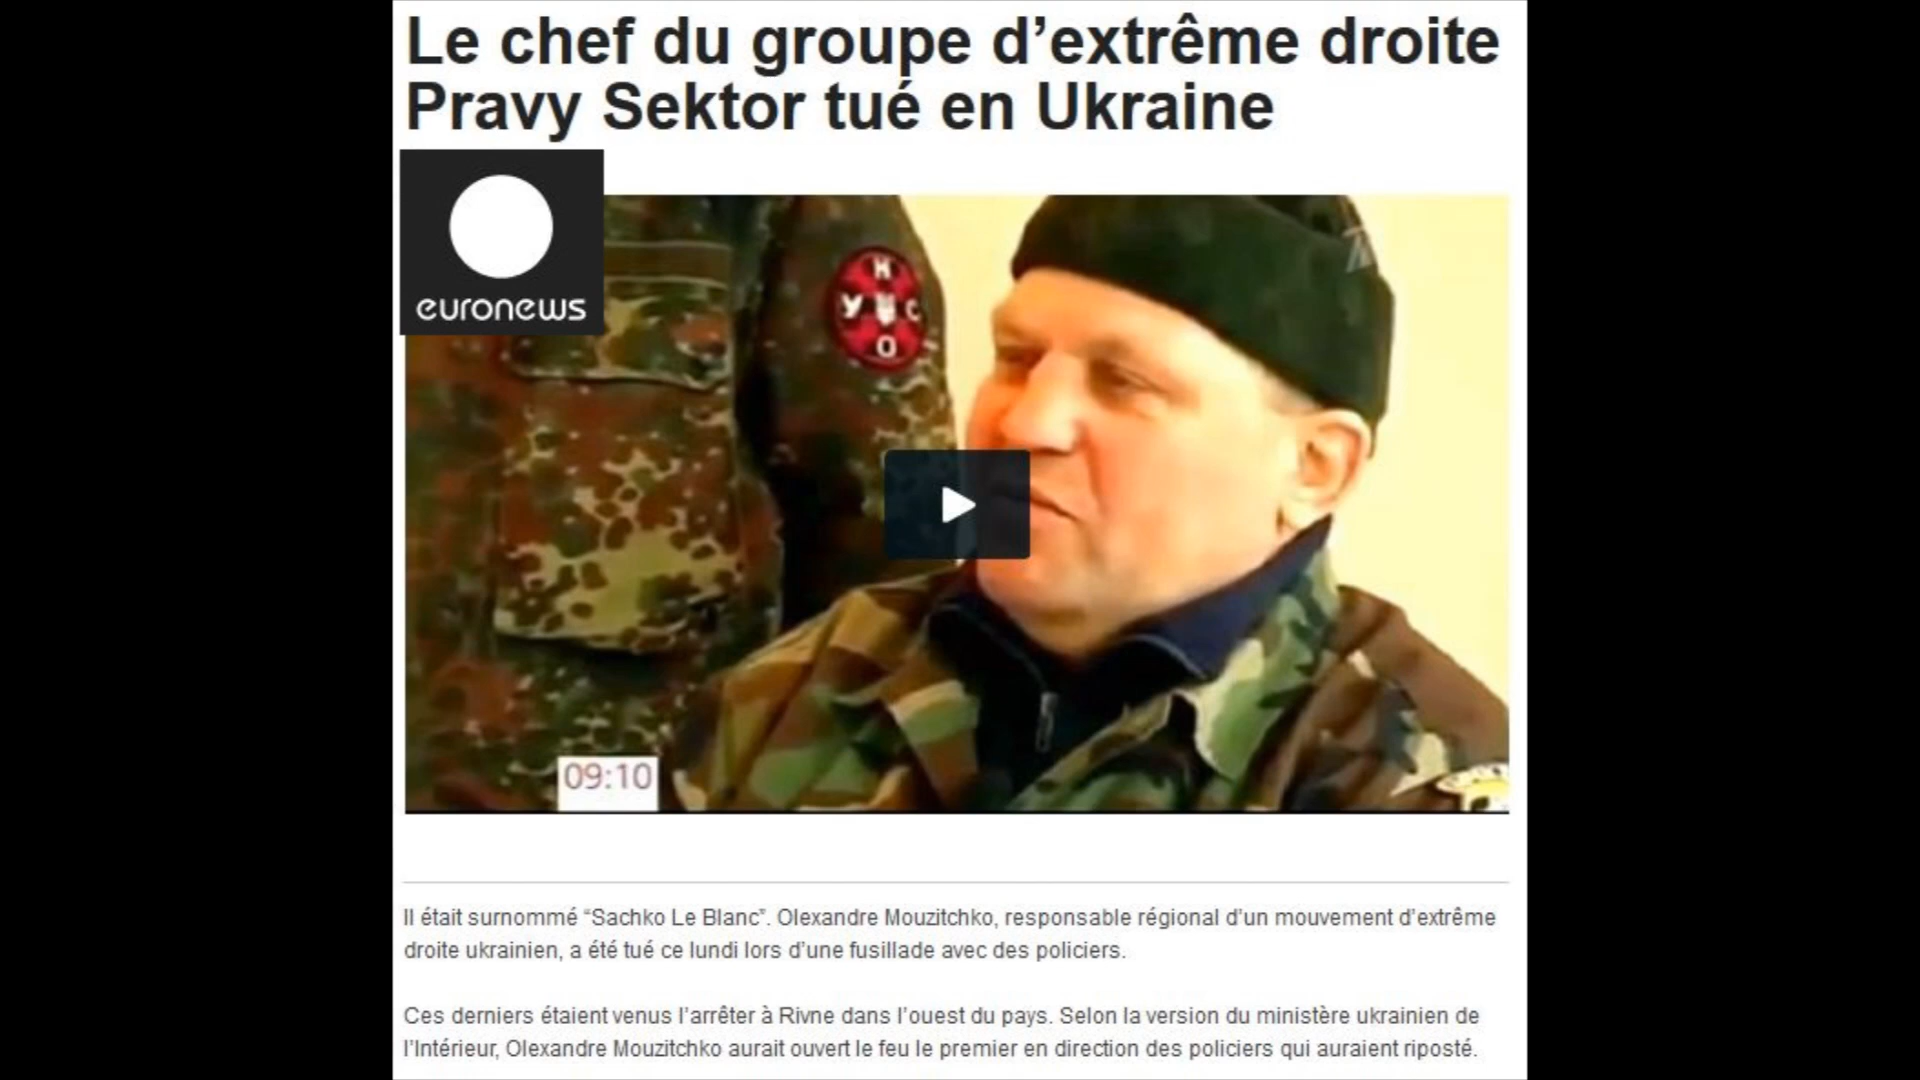 Le chef du groupe d’extrême droite
Pravy Sektor tué en Ukraine
euronews
Н
У С
О
09:10
Il était surnommé “Sachko Le Blanc”. Olexandre Mouzitchko, responsable régional d’un mouvement d’extrême
droite ukrainien, a été tué ce lundi lors d’une fusillade avec des policiers.
Ces derniers étaient venus l’arrêter à Rivne dans l’ouest du pays. Selon la version du ministère ukrainien de
l’Intérieur, Olexandre Mouzitchko aurait ouvert le feu le premier en direction des policiers qui auraient riposté.